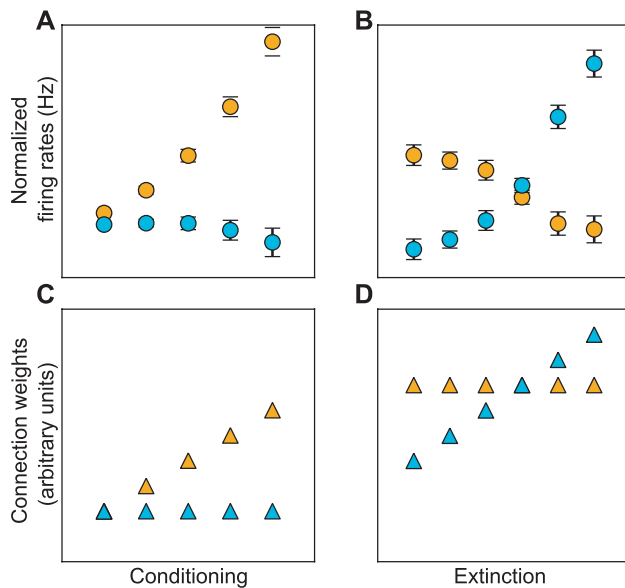 A
B
Normalized
firing rates (Hz)
C
D
Connection weights
(arbitrary units)
Conditioning
Extinction